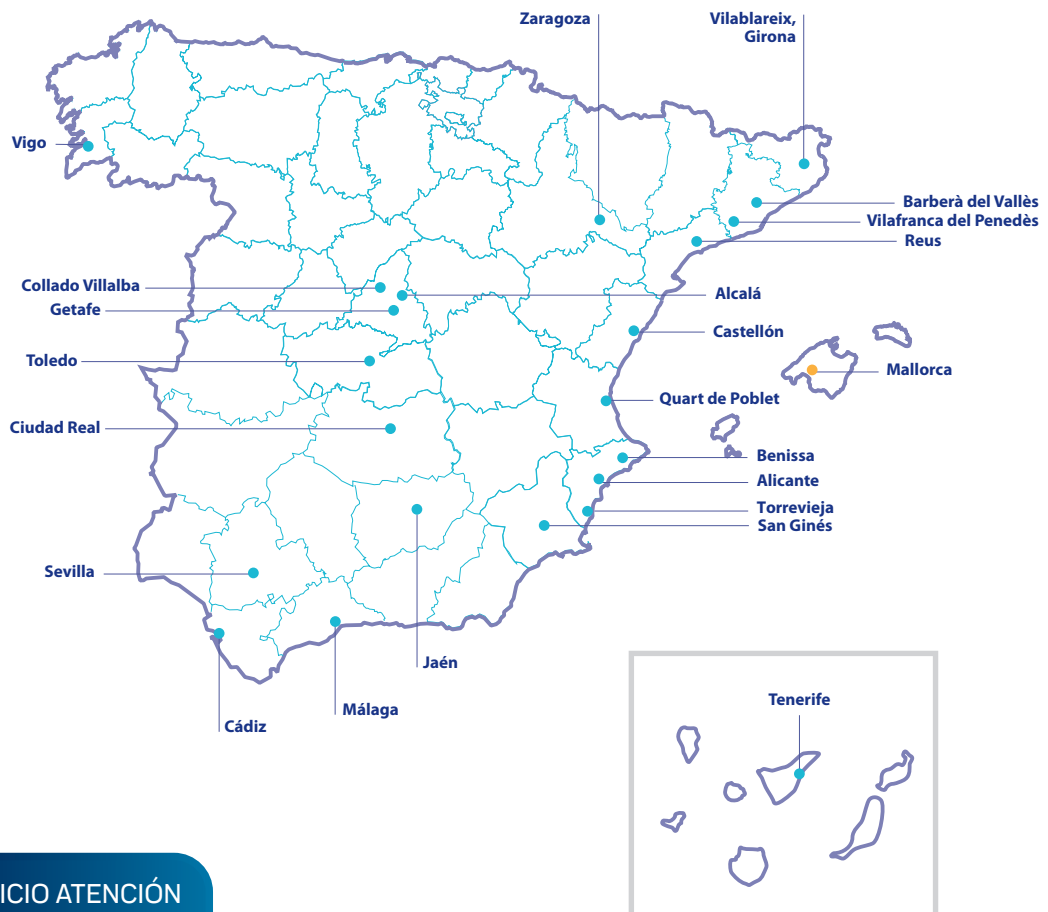 Zaragoza
Vilablareix,
Girona
Vigo
Barberà del Vallès
Vilafranca del Penedès
Reus
Collado Villalba
Alcalá
Getafe
Castellón
Toledo
Mallorca
Quart de Poblet
Ciudad Real
Benissa
Alicante
Torrevieja
San Ginés
Sevilla
Jaén
Málaga
Cádiz
Tenerife
ICIO ATENCIÓN